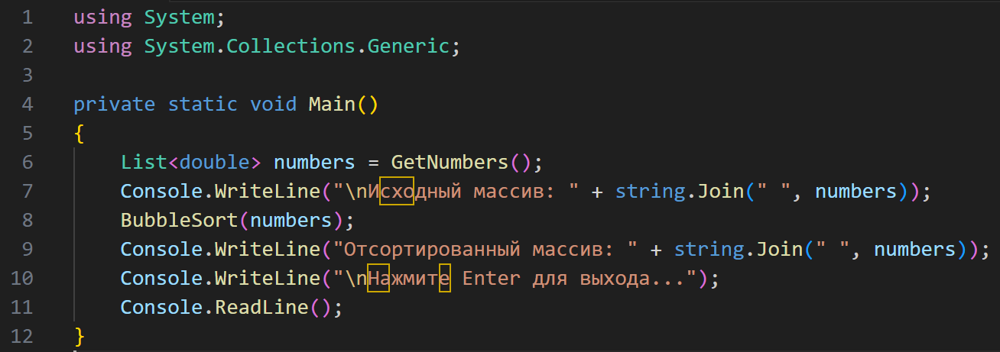 1 using System;
2 using System.Collections.Generic;
3
4 private static void Main()
5 {
6 List<double> numbers = GetNumbers();
7 Console.WriteLine("\nИсходный массив: " + string.Join(" ", numbers));
8 BubbleSort(numbers);
9 Console.WriteLine("Отсортированный массив: " + string.Join(" ", numbers));
10 Console.WriteLine("\nНажмите Enter для выхода...");
11 Console.ReadLine();
12 }